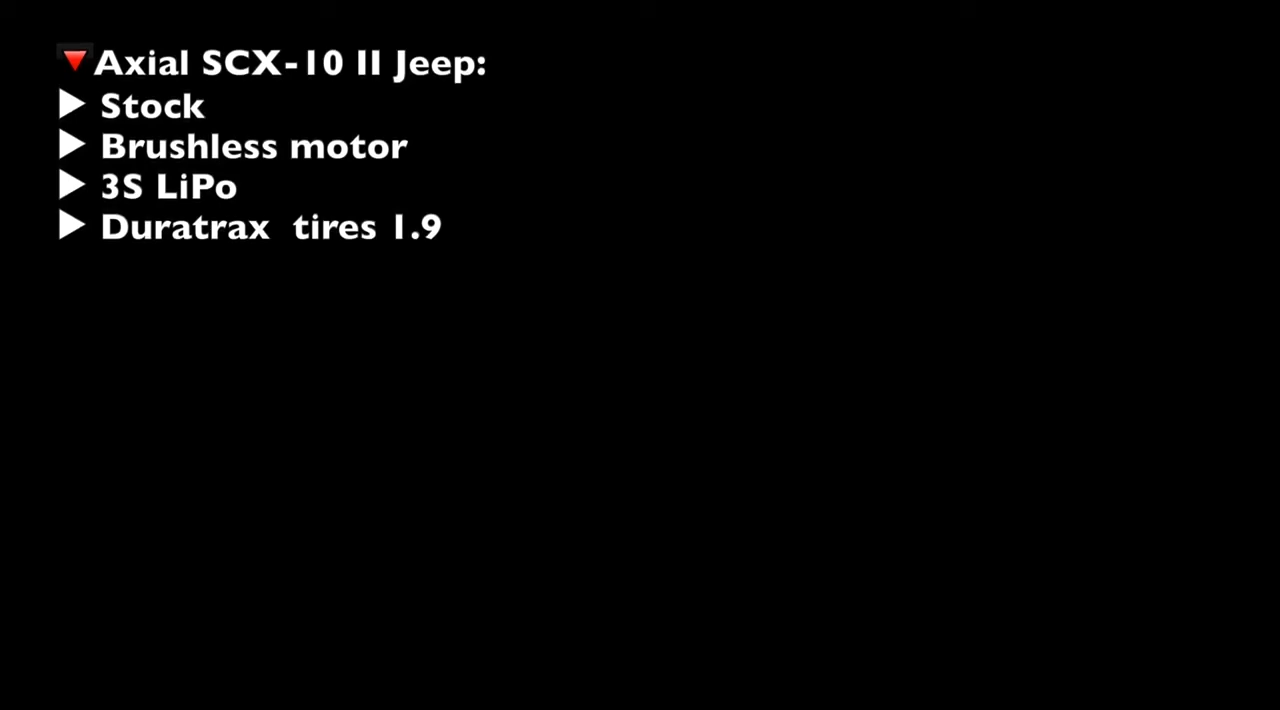 🔻Axial SCX-10 II Jeep:
▶ Stock
▶ Brushless motor
▶ 3S LiPo
▶ Duratrax  tires 1.9